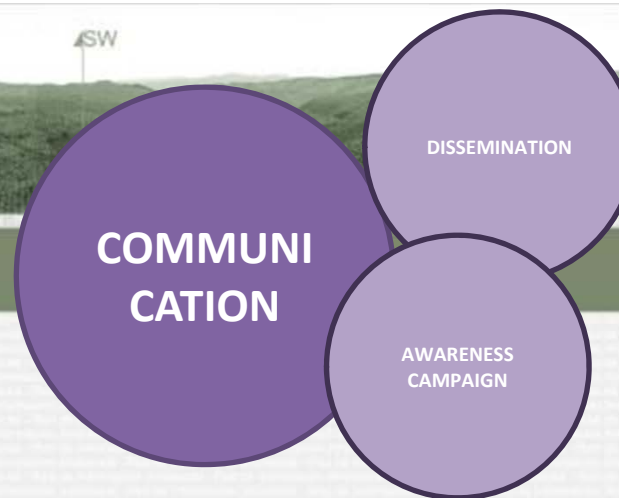 SW
COMMUNI
CATION
DISSEMINATION
AWARENESS
CAMPAIGN